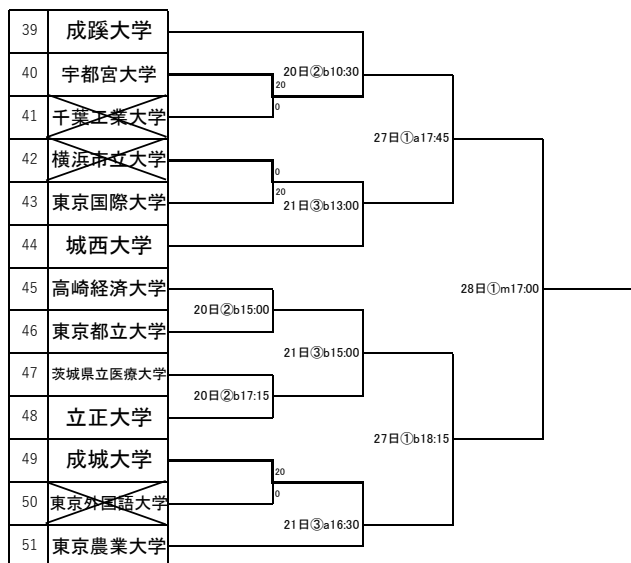 39 成蹊大学
20日②b10:30
40 宇都宮大学
20
0
41 千葉工業大学
27日①a17:45
42 横浜市立大学
0
20
43 東京国際大学
21日③b13:00
44 城西大学
45 高崎経済大学
28日①m17:00
20日②b15:00
46 東京都立大学
21日③b15:00
47 茨城県立医療大学
20日②b17:15
48 立正大学
27日①b18:15
49 成城大学
20
0
50 東京外国語大学
21日③a16:30
51 東京農業大学